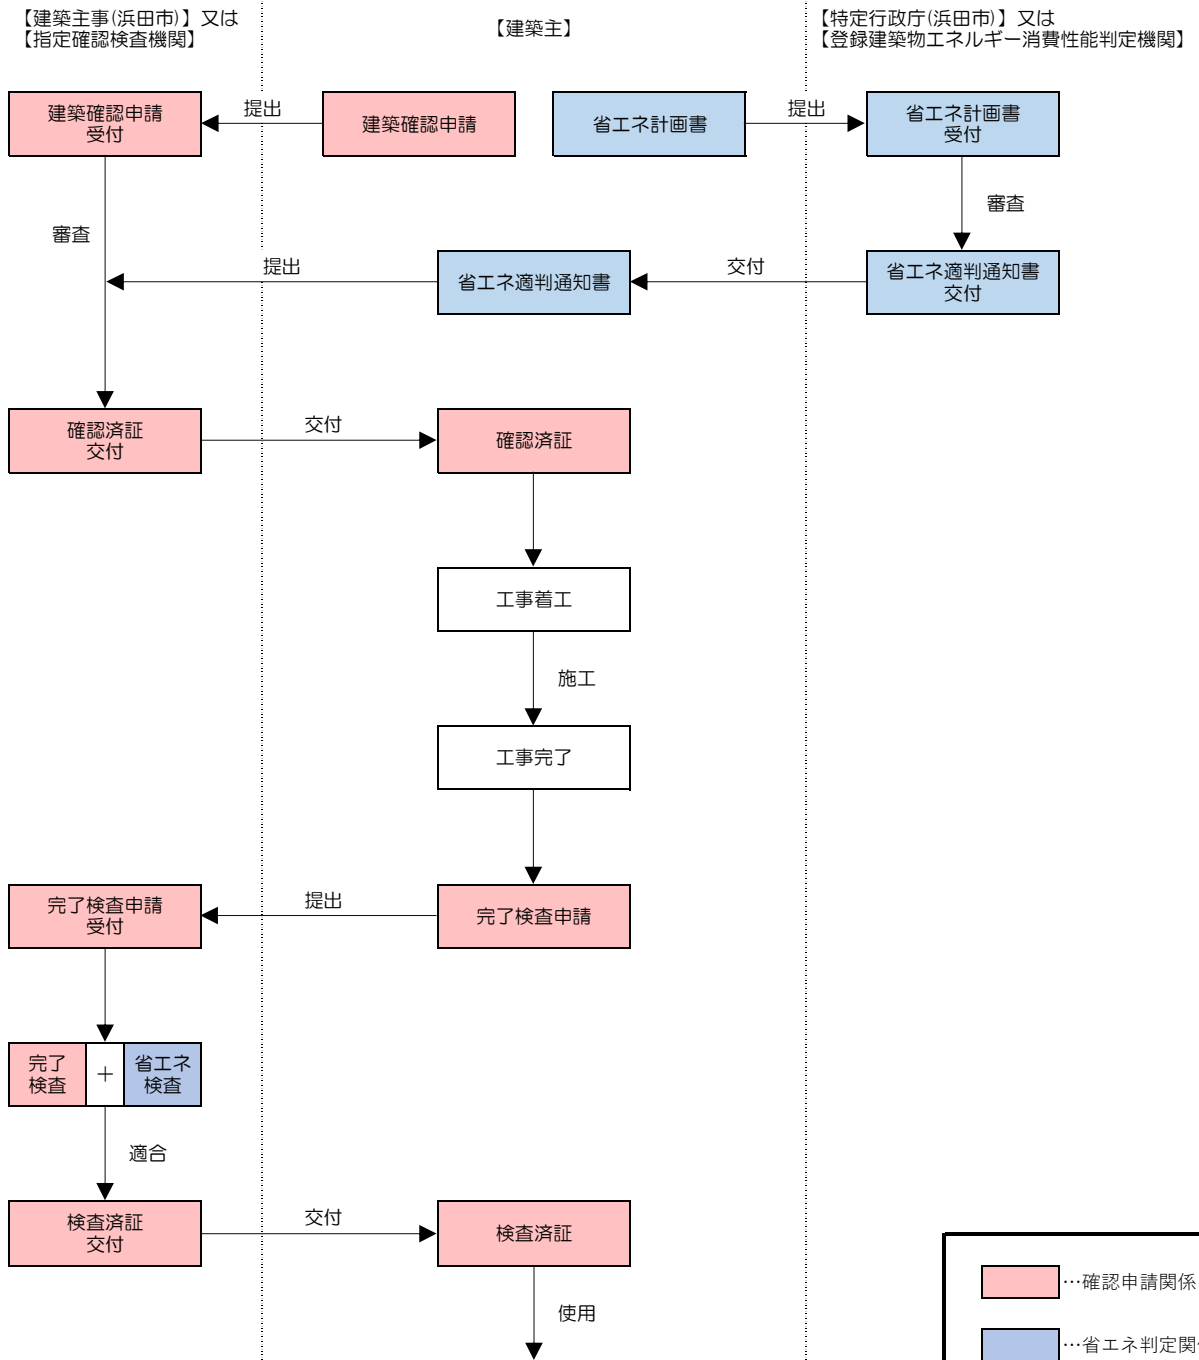 【建築主事(浜田市)】又は
【指定確認検査機関】
【建築主】
【特定行政庁(浜田市)】又は
【登録建築物エネルギー消費性能判定機関】
建築確認申請
受付
提出
建築確認申請
省エネ計画書
提出
省エネ計画書
受付
審査
審査
提出
省エネ適判通知書
交付
省エネ適判通知書
交付
確認済証
交付
交付
確認済証
工事着工
施工
工事完了
完了検査申請
受付
提出
完了検査申請
完了
検査
+
省エネ
検査
適合
検査済証
交付
交付
検査済証
使用
…確認申請関係
…省エネ判定関